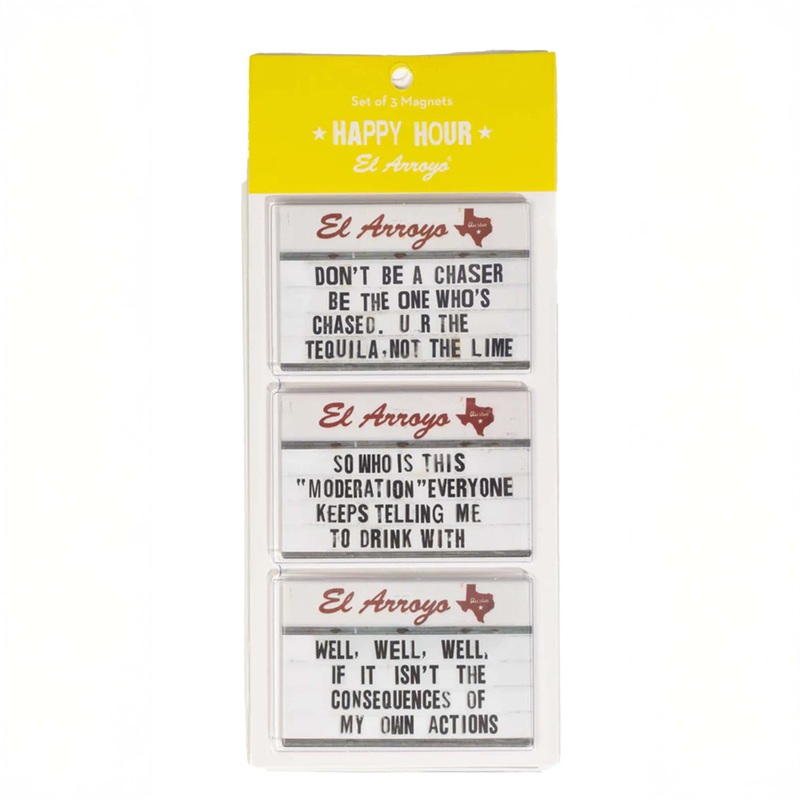 Set of 3 Magnets
★ HAPPY HOUR ★
El Arroyo®
El Arroyo
DON'T BE A CHASER
BE THE ONE WHO'S
CHASED. U R THE
TEQUILA, NOT THE LIME
El Arroyo
SO WHO IS THIS
"MODERATION" EVERYONE
KEEPS TELLING ME
TO DRINK WITH
El Arroyo
WELL, WELL, WELL,
IF IT ISN'T THE
CONSEQUENCES OF
MY OWN ACTIONS